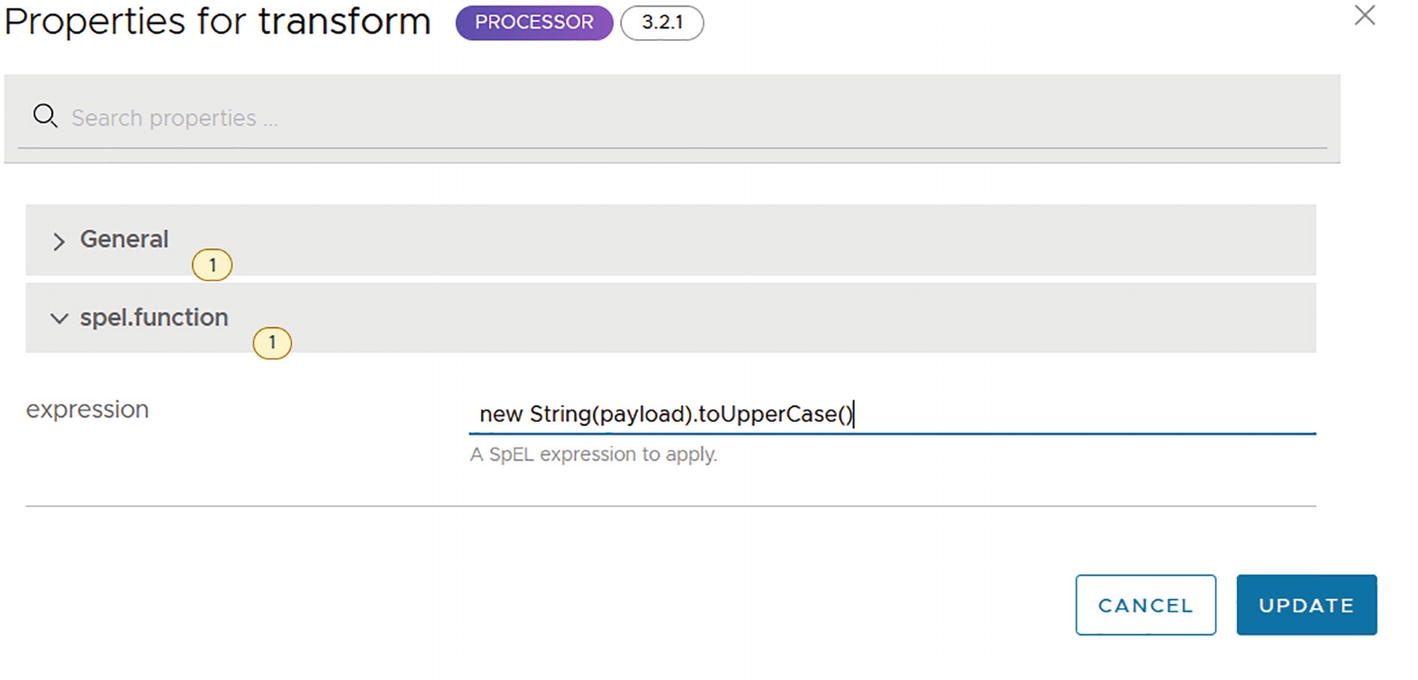 Properties for transform PROCESSOR 3.2.1
Search properties ...
General
1
spel.function
1
expression
new String(payload).toUpperCase()
A SpEL expression to apply.
CANCEL UPDATE